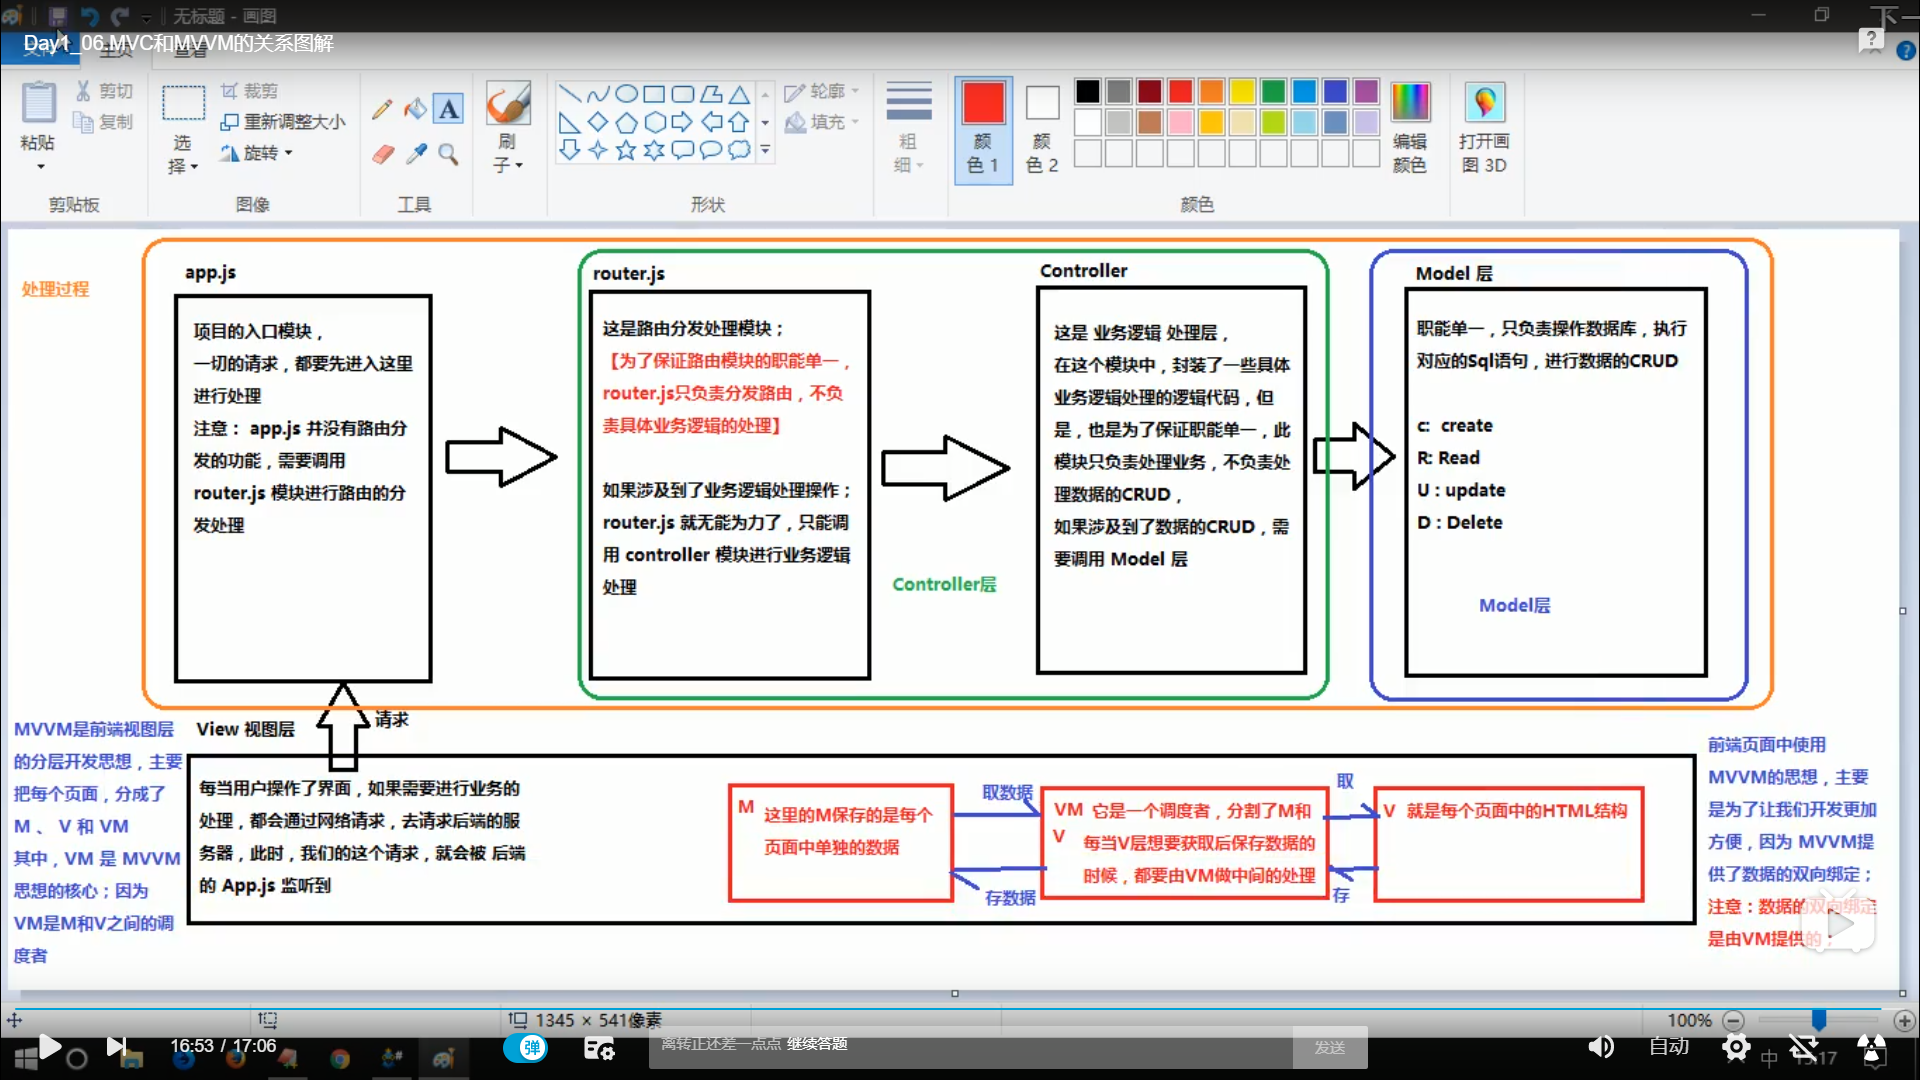 无标题 - 画图
Day1_06.MVC和MVVM的关系图解
文件
主页
查看
粘贴
剪切
复制
剪贴板
选
择
裁剪
重新调整大小
旋转
图像
A
工具
刷
子
形状
轮廓
填充
粗
细
颜
色 1
颜
色 2
编辑
颜色
颜色
打开画
图 3D
处理过程
app.js
项目的入口模块，
一切的请求，都要先进入这里
进行处理
注意： app.js 并没有路由分
发的功能，需要调用
router.js 模块进行路由的分
发处理
router.js
这是路由分发处理模块；
【为了保证路由模块的职能单一，
router.js只负责分发路由，不负
责具体业务逻辑的处理】
如果涉及到了业务逻辑处理操作；
router.js 就无能为力了，只能调
用 controller 模块进行业务逻辑
处理
Controller层
Controller
这是 业务逻辑 处理层，
在这个模块中，封装了一些具体
业务逻辑处理的逻辑代码，但
是，也是为了保证职能单一，此
模块只负责处理业务，不负责处
理数据的CRUD，
如果涉及到了数据的CRUD，需
要调用 Model 层
Model 层
职能单一，只负责操作数据库，执行
对应的Sql语句，进行数据的CRUD
c: create
R: Read
U : update
D : Delete
Model层
请求
View 视图层
MVVM是前端视图层
的分层开发思想，主要
把每个页面，分成了
M 、 V 和 VM
其中，VM 是 MVVM
思想的核心；因为
VM是M和V之间的调
度者
每当用户操作了界面，如果需要进行业务的
处理，都会通过网络请求，去请求后端的服
务器，此时，我们的这个请求，就会被 后端
的 App.js 监听到
M 这里的M保存的是每个
页面中单独的数据
取数据
存数据
VM 它是一个调度者，分割了M和
V
每当V层想要获取后保存数据的
时候，都要由VM做中间的处理
取
存
V 就是每个页面中的HTML结构
前端页面中使用
MVVM的思想，主要
是为了让我们开发更加
方便，因为 MVVM提
供了数据的双向绑定；
注意：数据的双向绑定
是由VM提供的；
1345 × 541像素
100%
16:53 / 17:06
弹
离转正还差一点点 继续答题
发送
自动
中